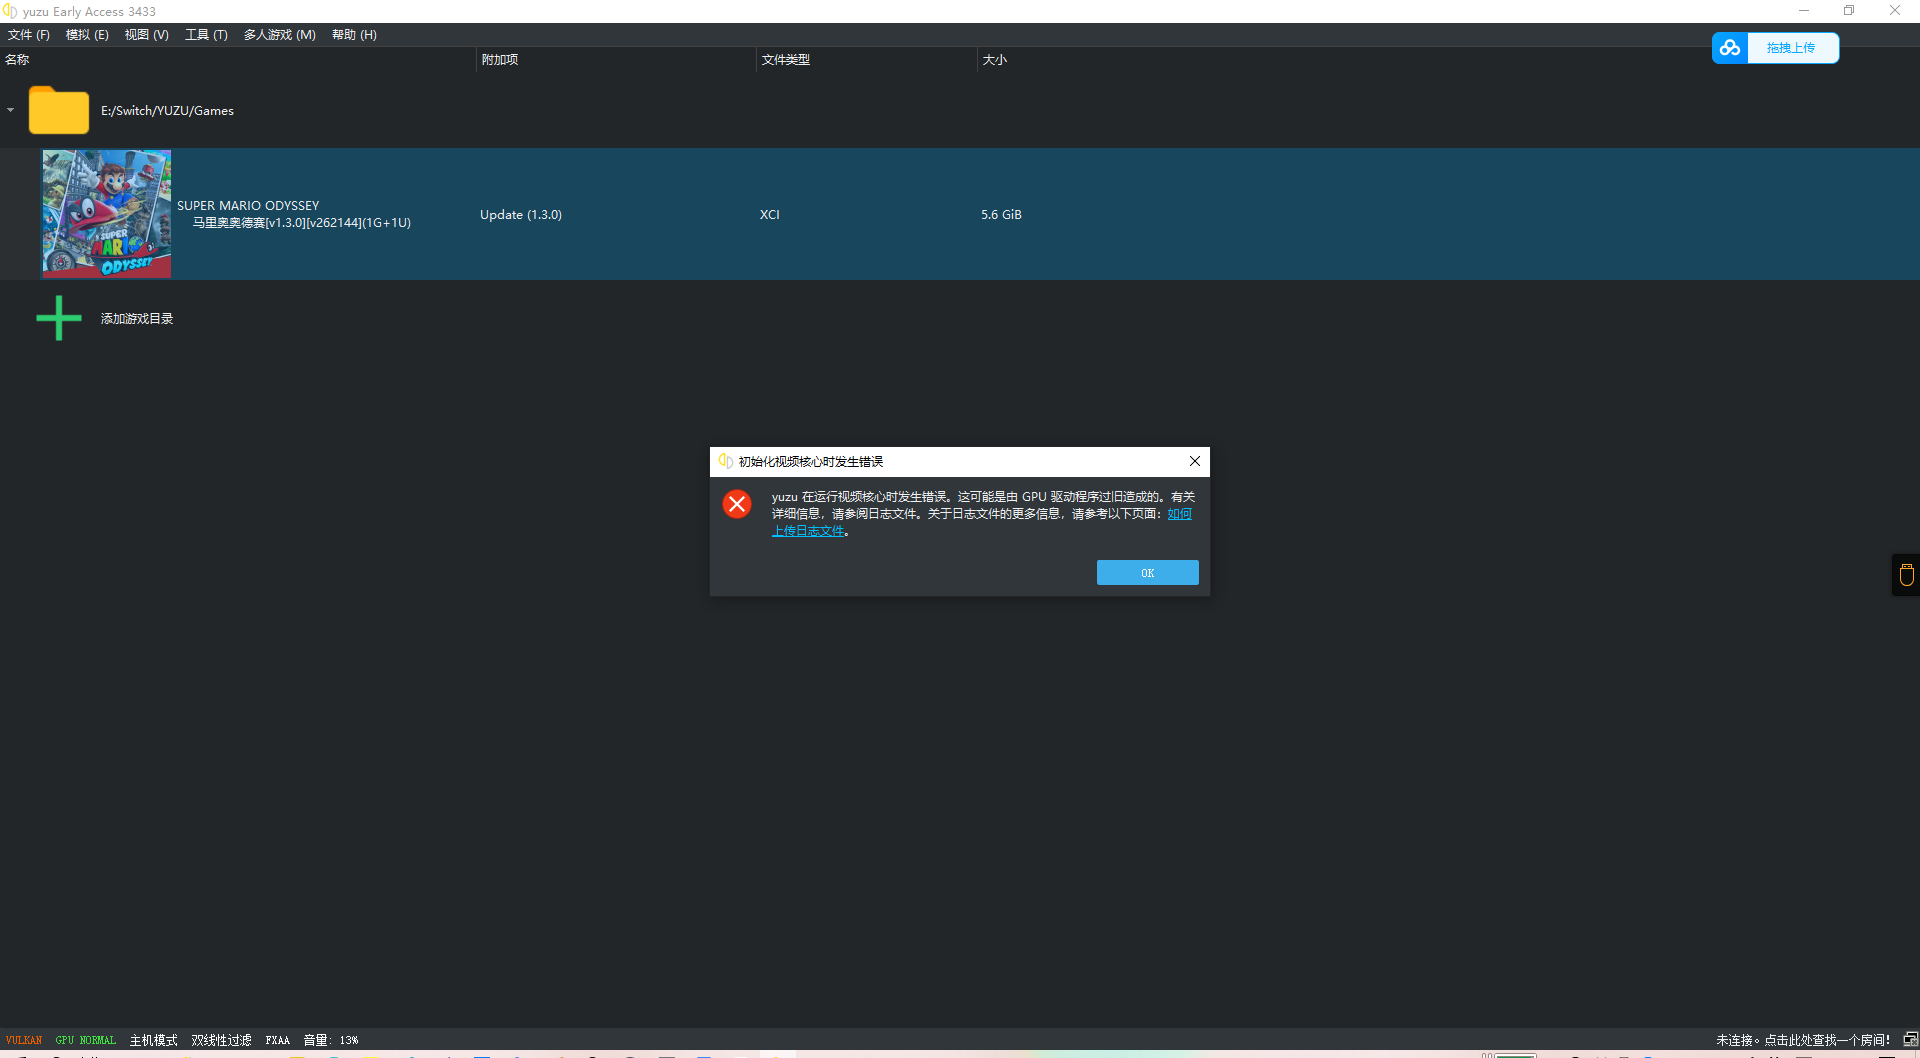 yuzu Early Access 3433
文件 (F) 模拟 (E) 视图 (V) 工具 (T) 多人游戏 (M) 帮助 (H)
拖拽上传
名称 附加项 文件类型 大小
E:/Switch/YUZU/Games
SUPER MARIO ODYSSEY
马里奥奥德赛[v1.3.0][v262144](1G+1U)
Update (1.3.0) XCI 5.6 GiB
SUPER
MARIO
ODYSSEY
添加游戏目录
初始化视频核心时发生错误
yuzu 在运行视频核心时发生错误。这可能是由 GPU 驱动程序过旧造成的。有关
详细信息，请参阅日志文件。关于日志文件的更多信息，请参考以下页面：如何
上传日志文件。
OK
VULKAN GPU NORMAL 主机模式 双线性过滤 FXAA 音量: 13% 未连接。点击此处查找一个房间！